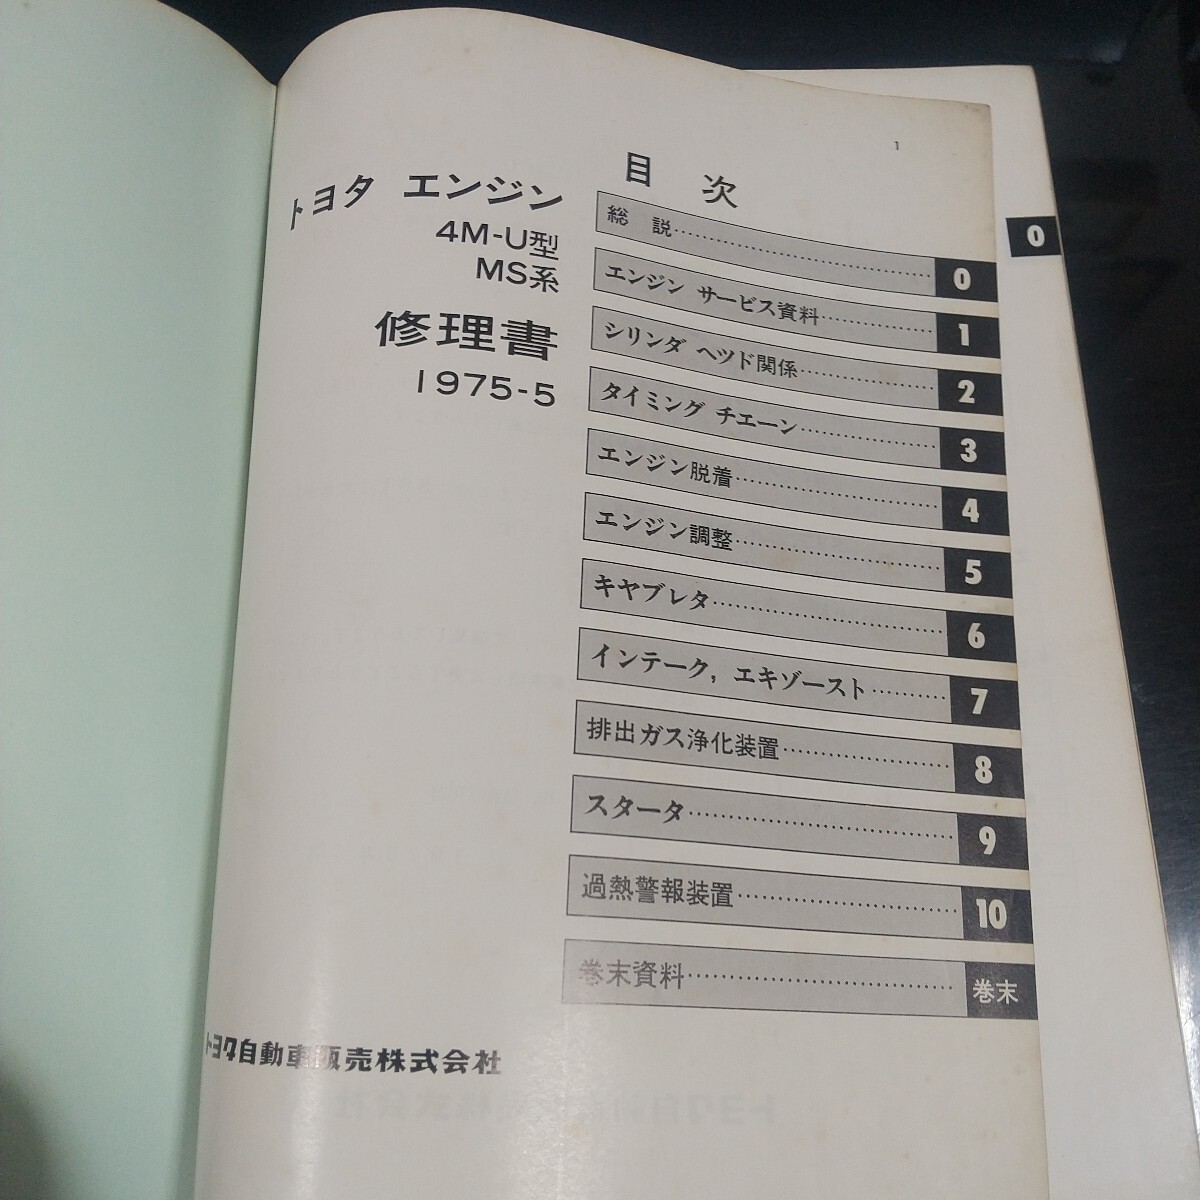 1
トヨタ エンジン
4M-U型
MS系
修理書
1975-5
目 次
総 説 0
エンジン サービス資料 1
シリンダ ヘツド関係 2
タイミング チエーン 3
エンジン脱着 4
エンジン調整 5
キヤブレタ 6
インテーク, エキゾースト 7
排出ガス浄化装置 8
スタータ 9
過熱警報装置 10
巻末資料 巻末
トヨタ自動車販売株式会社
0